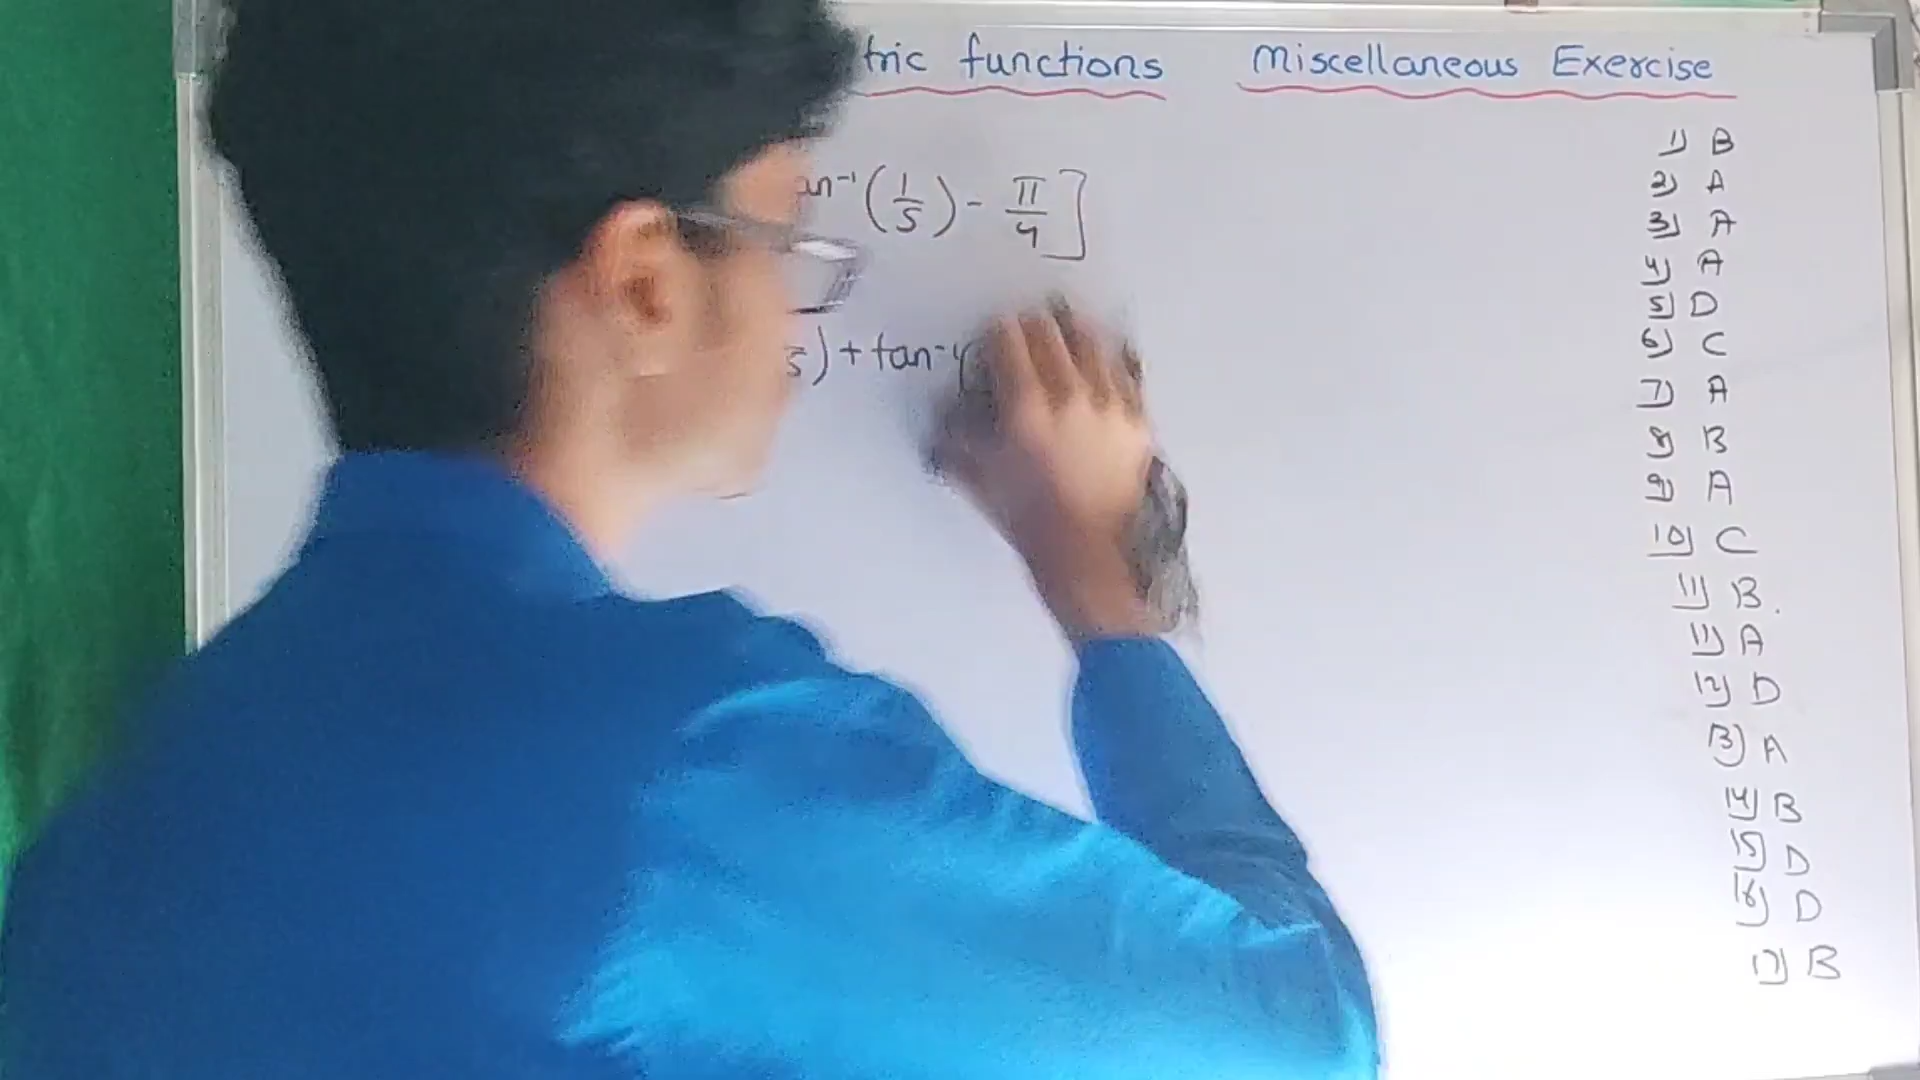 tric functions Miscellaneous Exercise
an⁻¹ (1/5) - π/4 ]
5) + tan⁻¹
1) B
2) A
3) A
4) A
5) D
6) C
7) A
8) B
9) A
10) C
11) B.
11) A
12) D
13) A
14) B
15) D
16) D
17) B